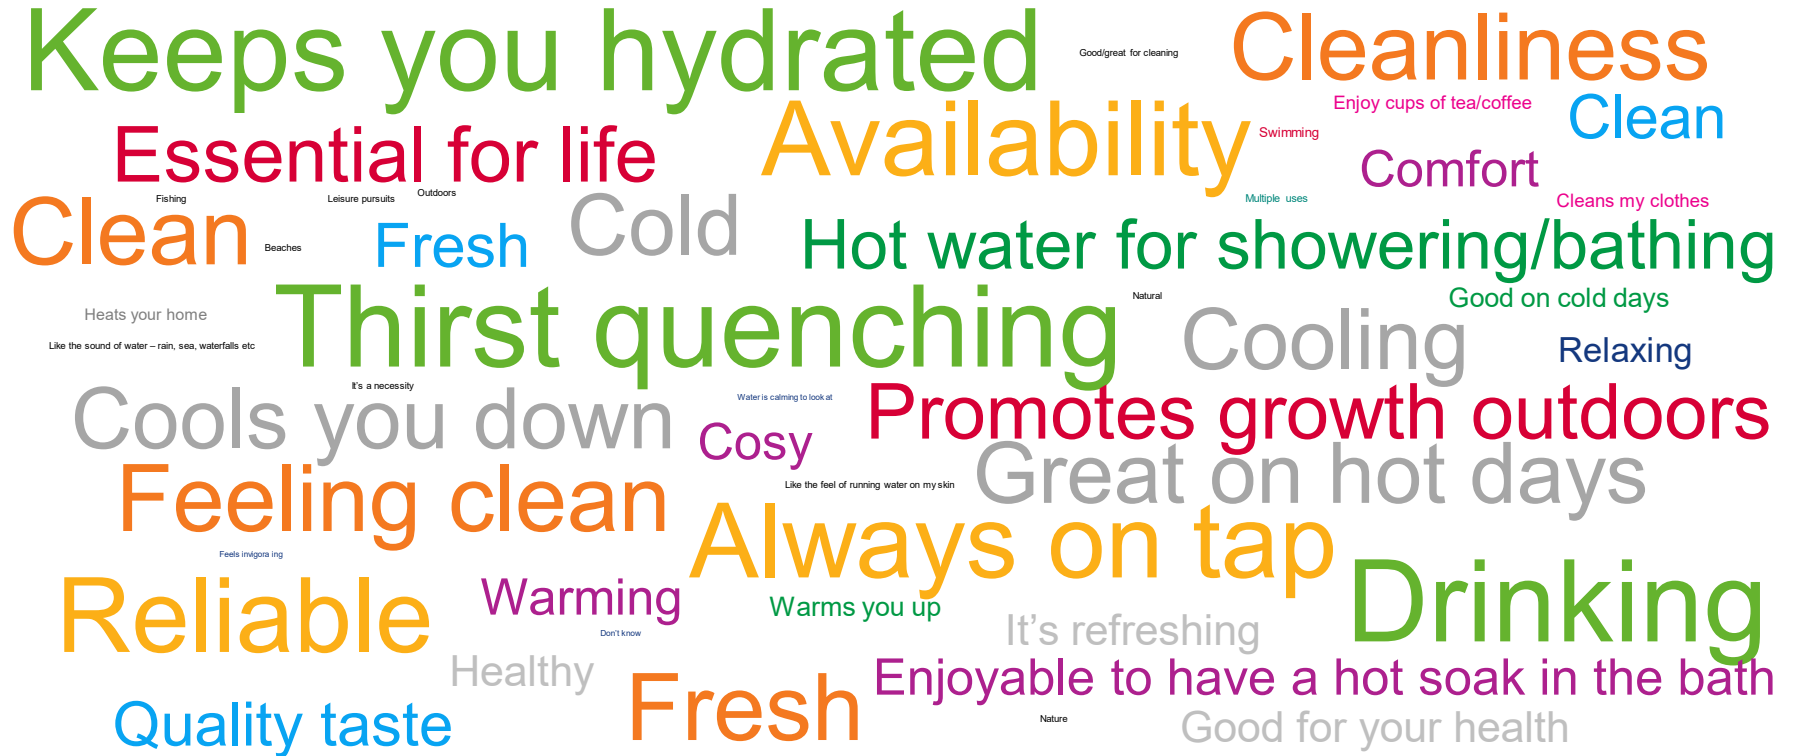 Keeps you hydrated
Good/great for cleaning
Cleanliness
Enjoy cups of tea/coffee
Clean
Availability
Swimming
Essential for life
Comfort
Fishing
Leisure pursuits
Outdoors
Cold
Multiple uses
Cleans my clothes
Clean
Beaches
Fresh
Hot water for showering/bathing
Heats your home
Thirst quenching
Natural
Good on cold days
Like the sound of water – rain, sea, waterfalls etc
Cooling
Relaxing
It's a necessity
Cools you down
Water is calming to look at
Cosy
Promotes growth outdoors
Feeling clean
Like the feel of running water on my skin
Great on hot days
Feels invigora ing
Always on tap
Reliable
Warming
Warms you up
Drinking
Don't know
It's refreshing
Healthy
Enjoyable to have a hot soak in the bath
Quality taste
Fresh
Nature
Good for your health